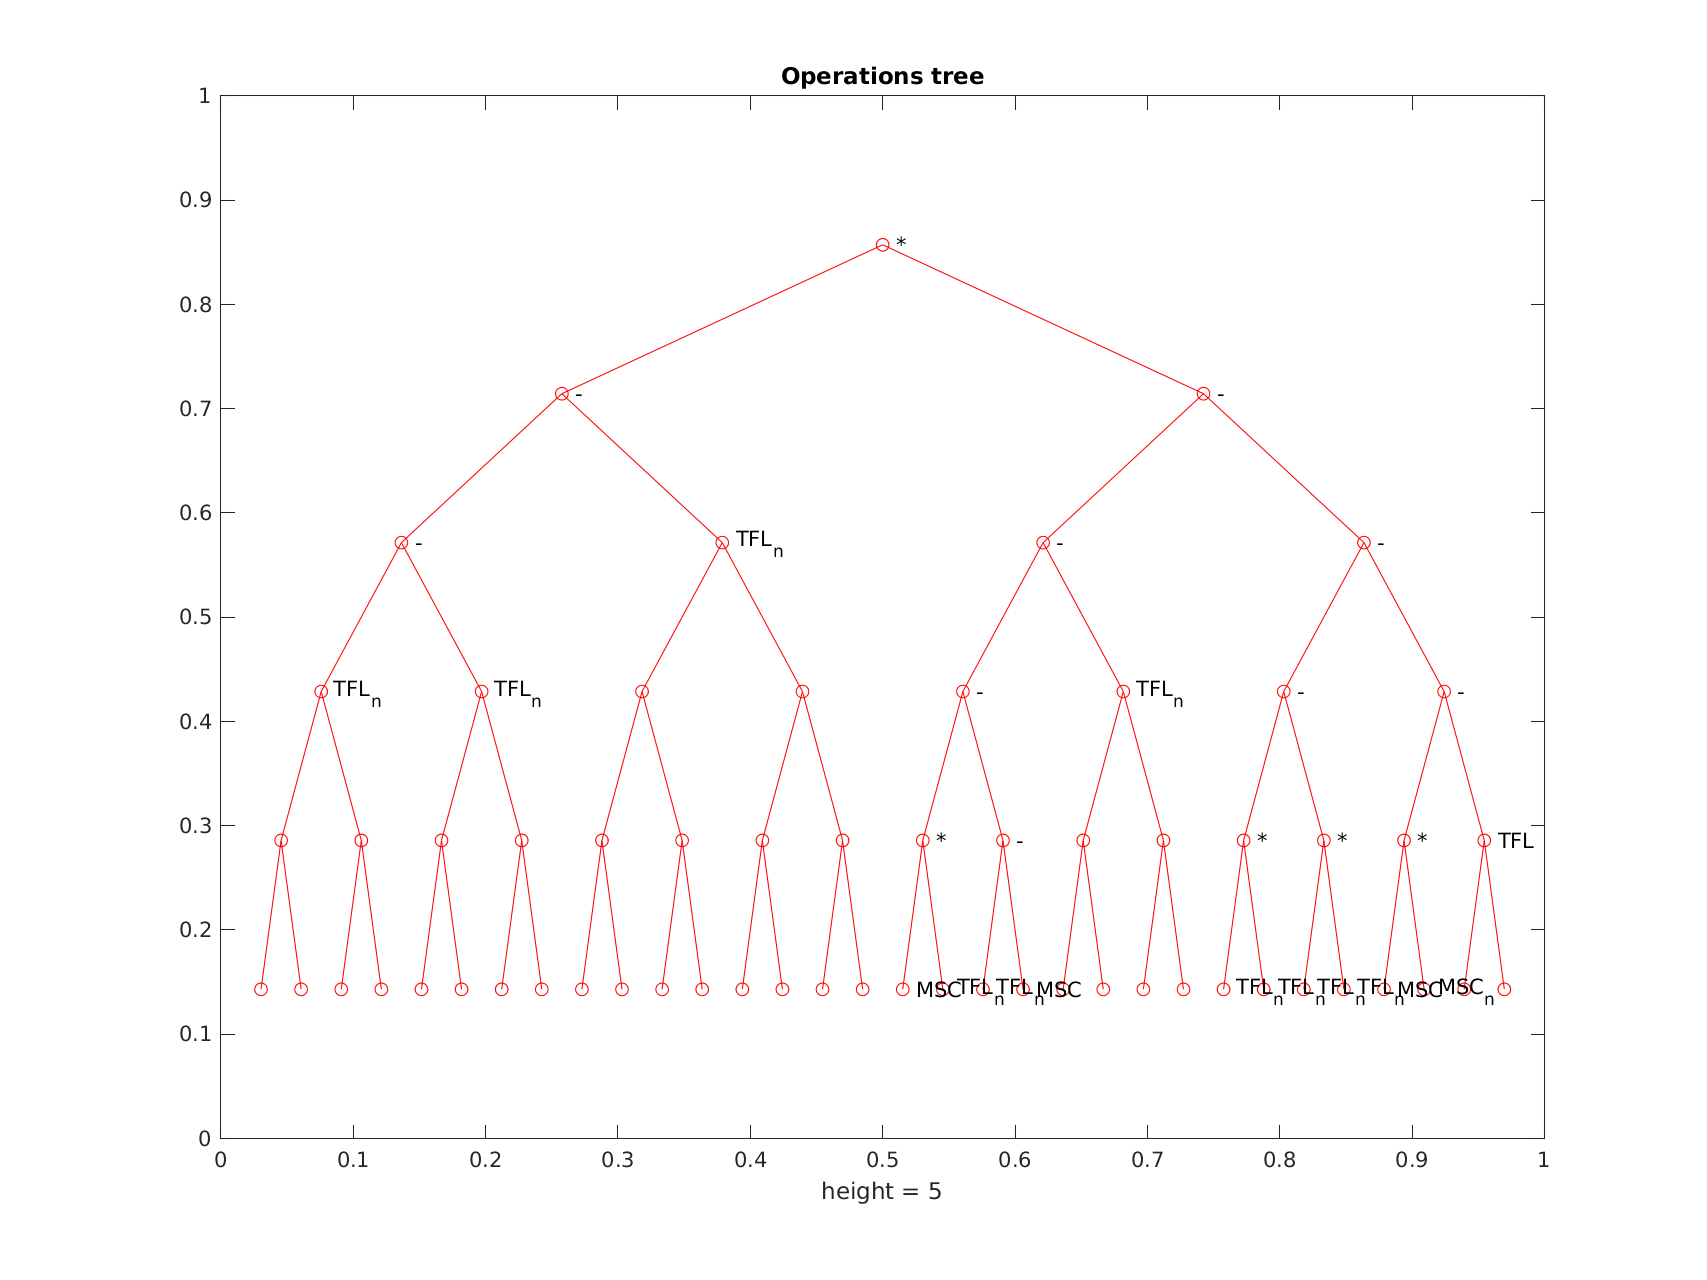 Operations tree
1
*
0.9
0.8
- -
0.7
0.6
- TFLn - -
0.5
TFLn TFLn - TFLn - -
0.4
0.3
* - * * * TFL
0.2
MSC TFLn TFLn MSC TFLn TFLn TFLn TFLn MSC MSCn
0.1
0
0 0.1 0.2 0.3 0.4 0.5 0.6 0.7 0.8 0.9 1
height = 5